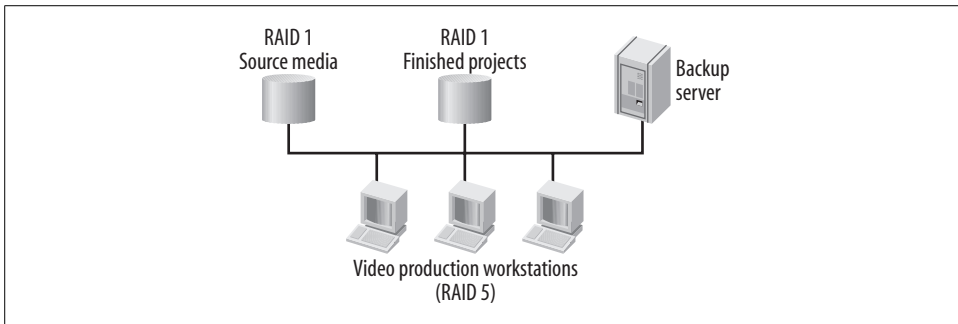 RAID 1
Source media
RAID 1
Finished projects
Backup
server
Video production workstations
(RAID 5)